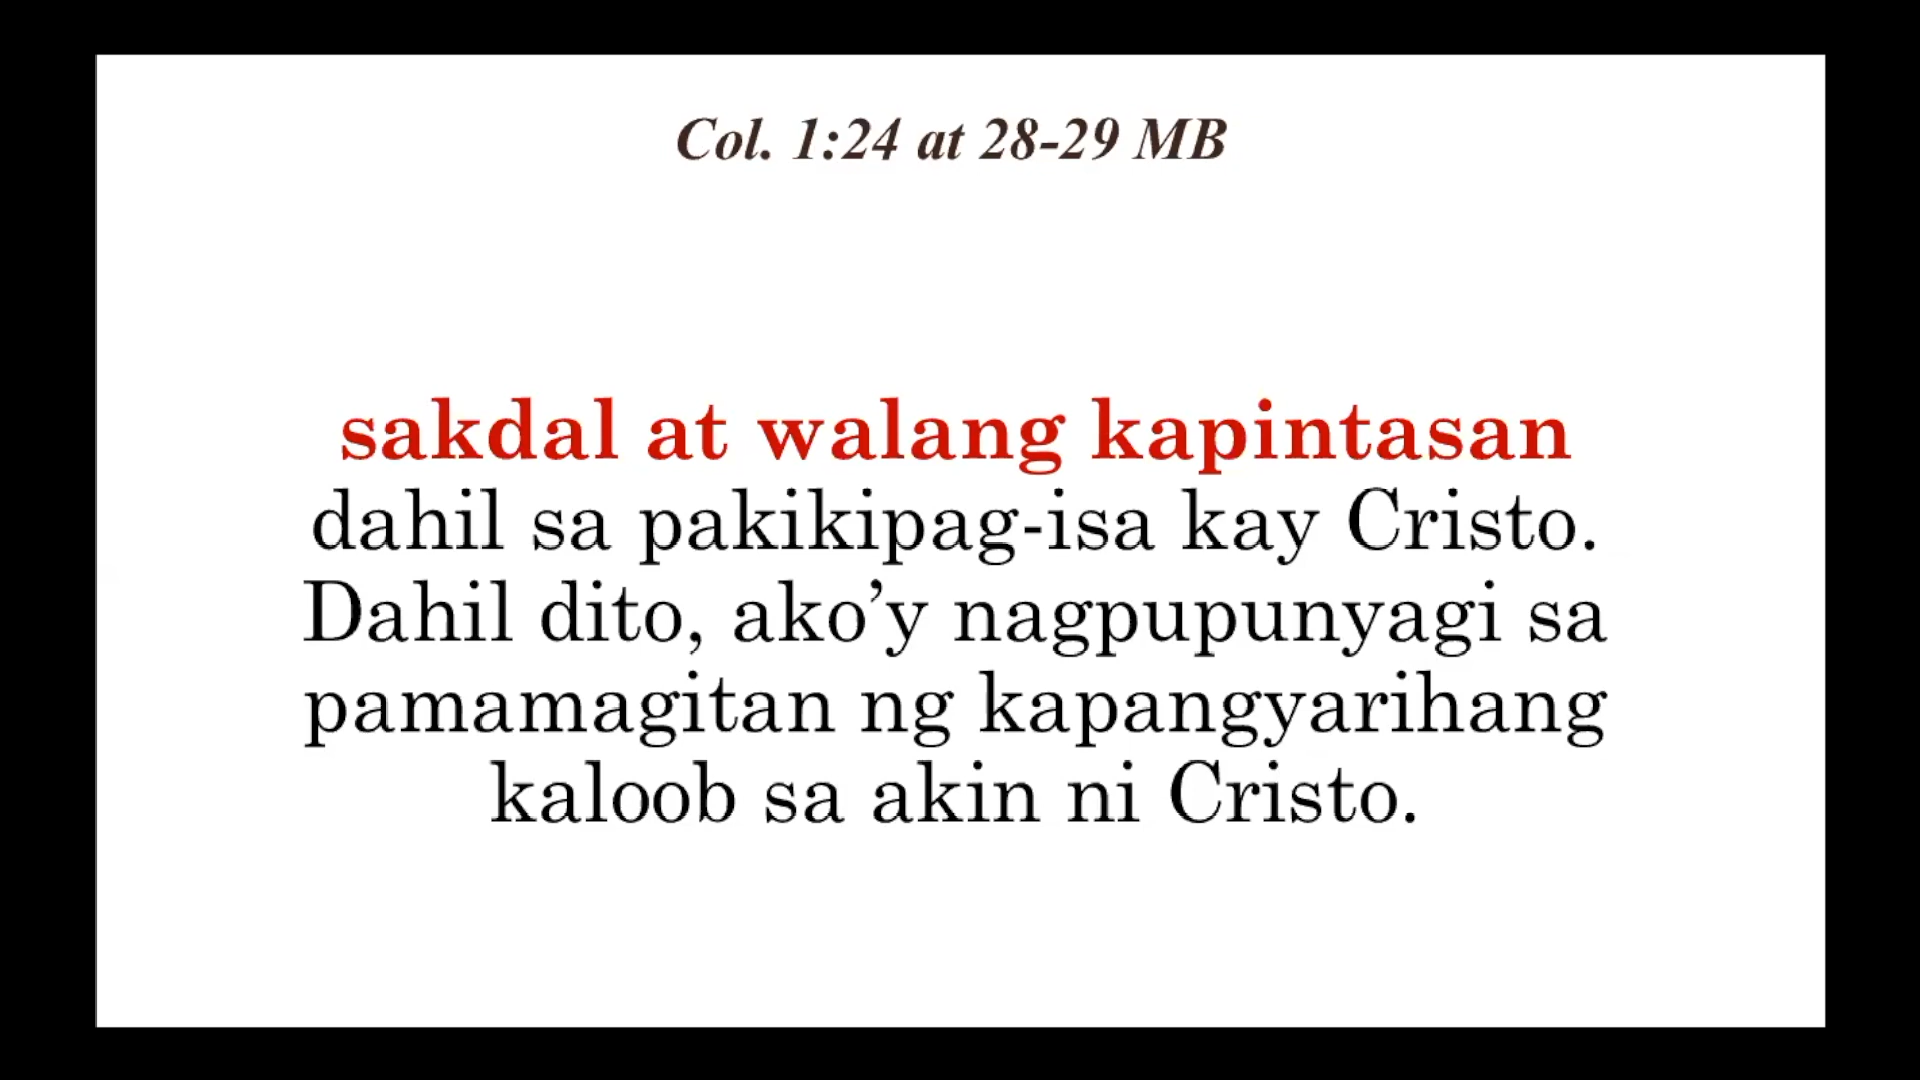 Col. 1:24 at 28-29 MB
sakdal at walang kapintasan
dahil sa pakikipag-isa kay Cristo.
Dahil dito, ako’y nagpupunyagi sa
pamamagitan ng kapangyarihang
kaloob sa akin ni Cristo.